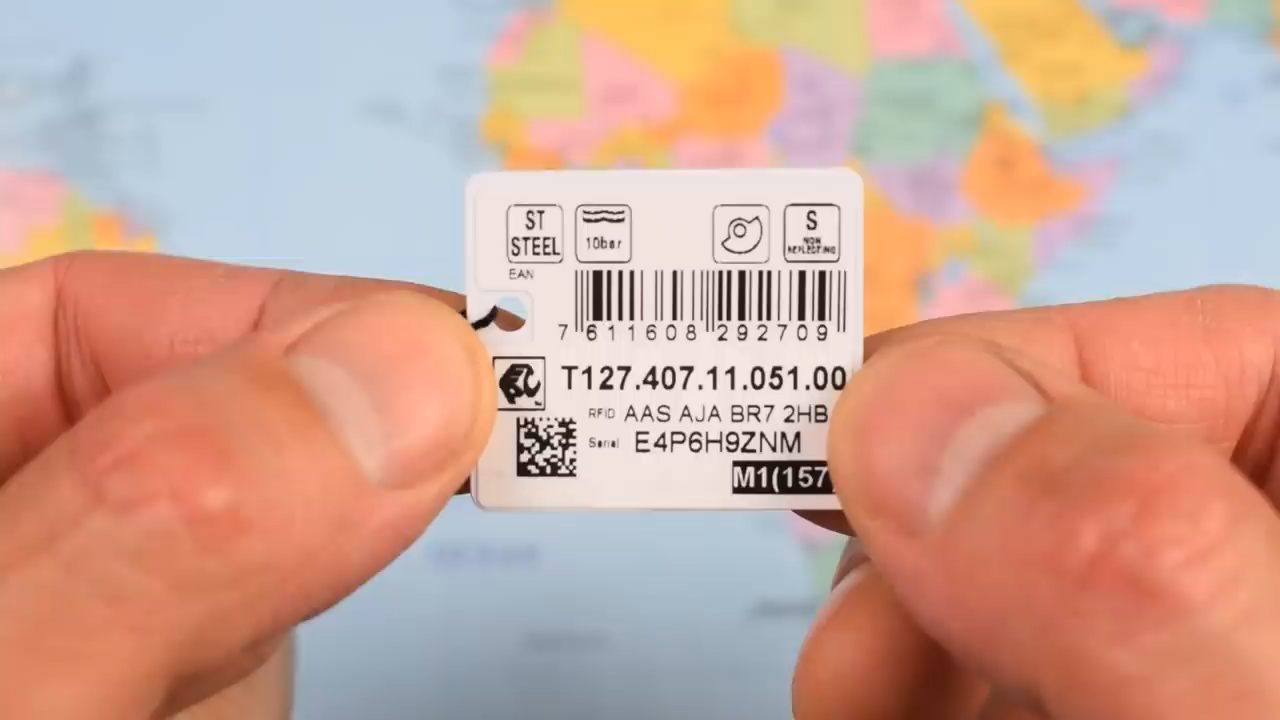 ST STEEL
10bar
S NON REFLECTING
EAN
7 611608 292709
T127.407.11.051.00
RFID AAS AJA BR7 2HB
Serial E4P6H9ZNM
M1(157